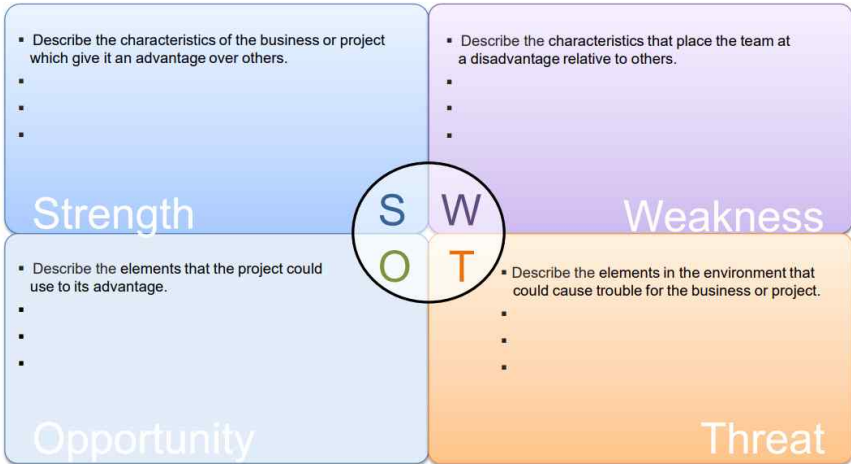 ▪ Describe the characteristics of the business or project
which give it an advantage over others.
▪
▪
▪
Strength
▪ Describe the characteristics that place the team at
a disadvantage relative to others.
▪
▪
▪
Weakness
S W
O T
▪ Describe the elements that the project could
use to its advantage.
▪
▪
▪
Opportunity
▪ Describe the elements in the environment that
could cause trouble for the business or project.
▪
▪
▪
Threat